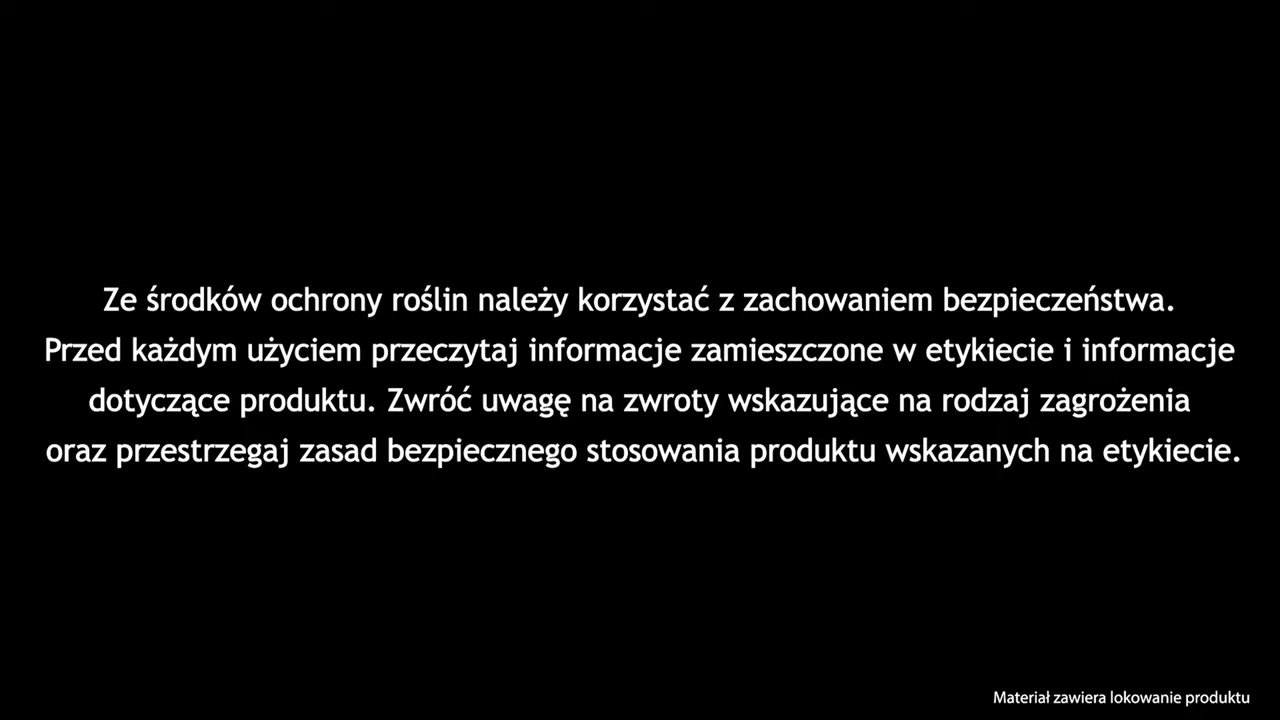 Ze środków ochrony roślin należy korzystać z zachowaniem bezpieczeństwa.
Przed każdym użyciem przeczytaj informacje zamieszczone w etykiecie i informacje
dotyczące produktu. Zwróć uwagę na zwroty wskazujące na rodzaj zagrożenia
oraz przestrzegaj zasad bezpiecznego stosowania produktu wskazanych na etykiecie.
Materiał zawiera lokowanie produktu